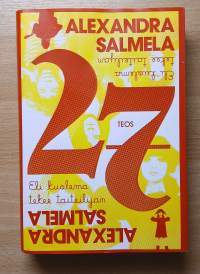 ALEXANDRA
SALMELA
Eli kuolema
tekee taiteilijan
27
TEOS
Eli kuolema
tekee taiteilijan
ALEXANDRA
SALMELA